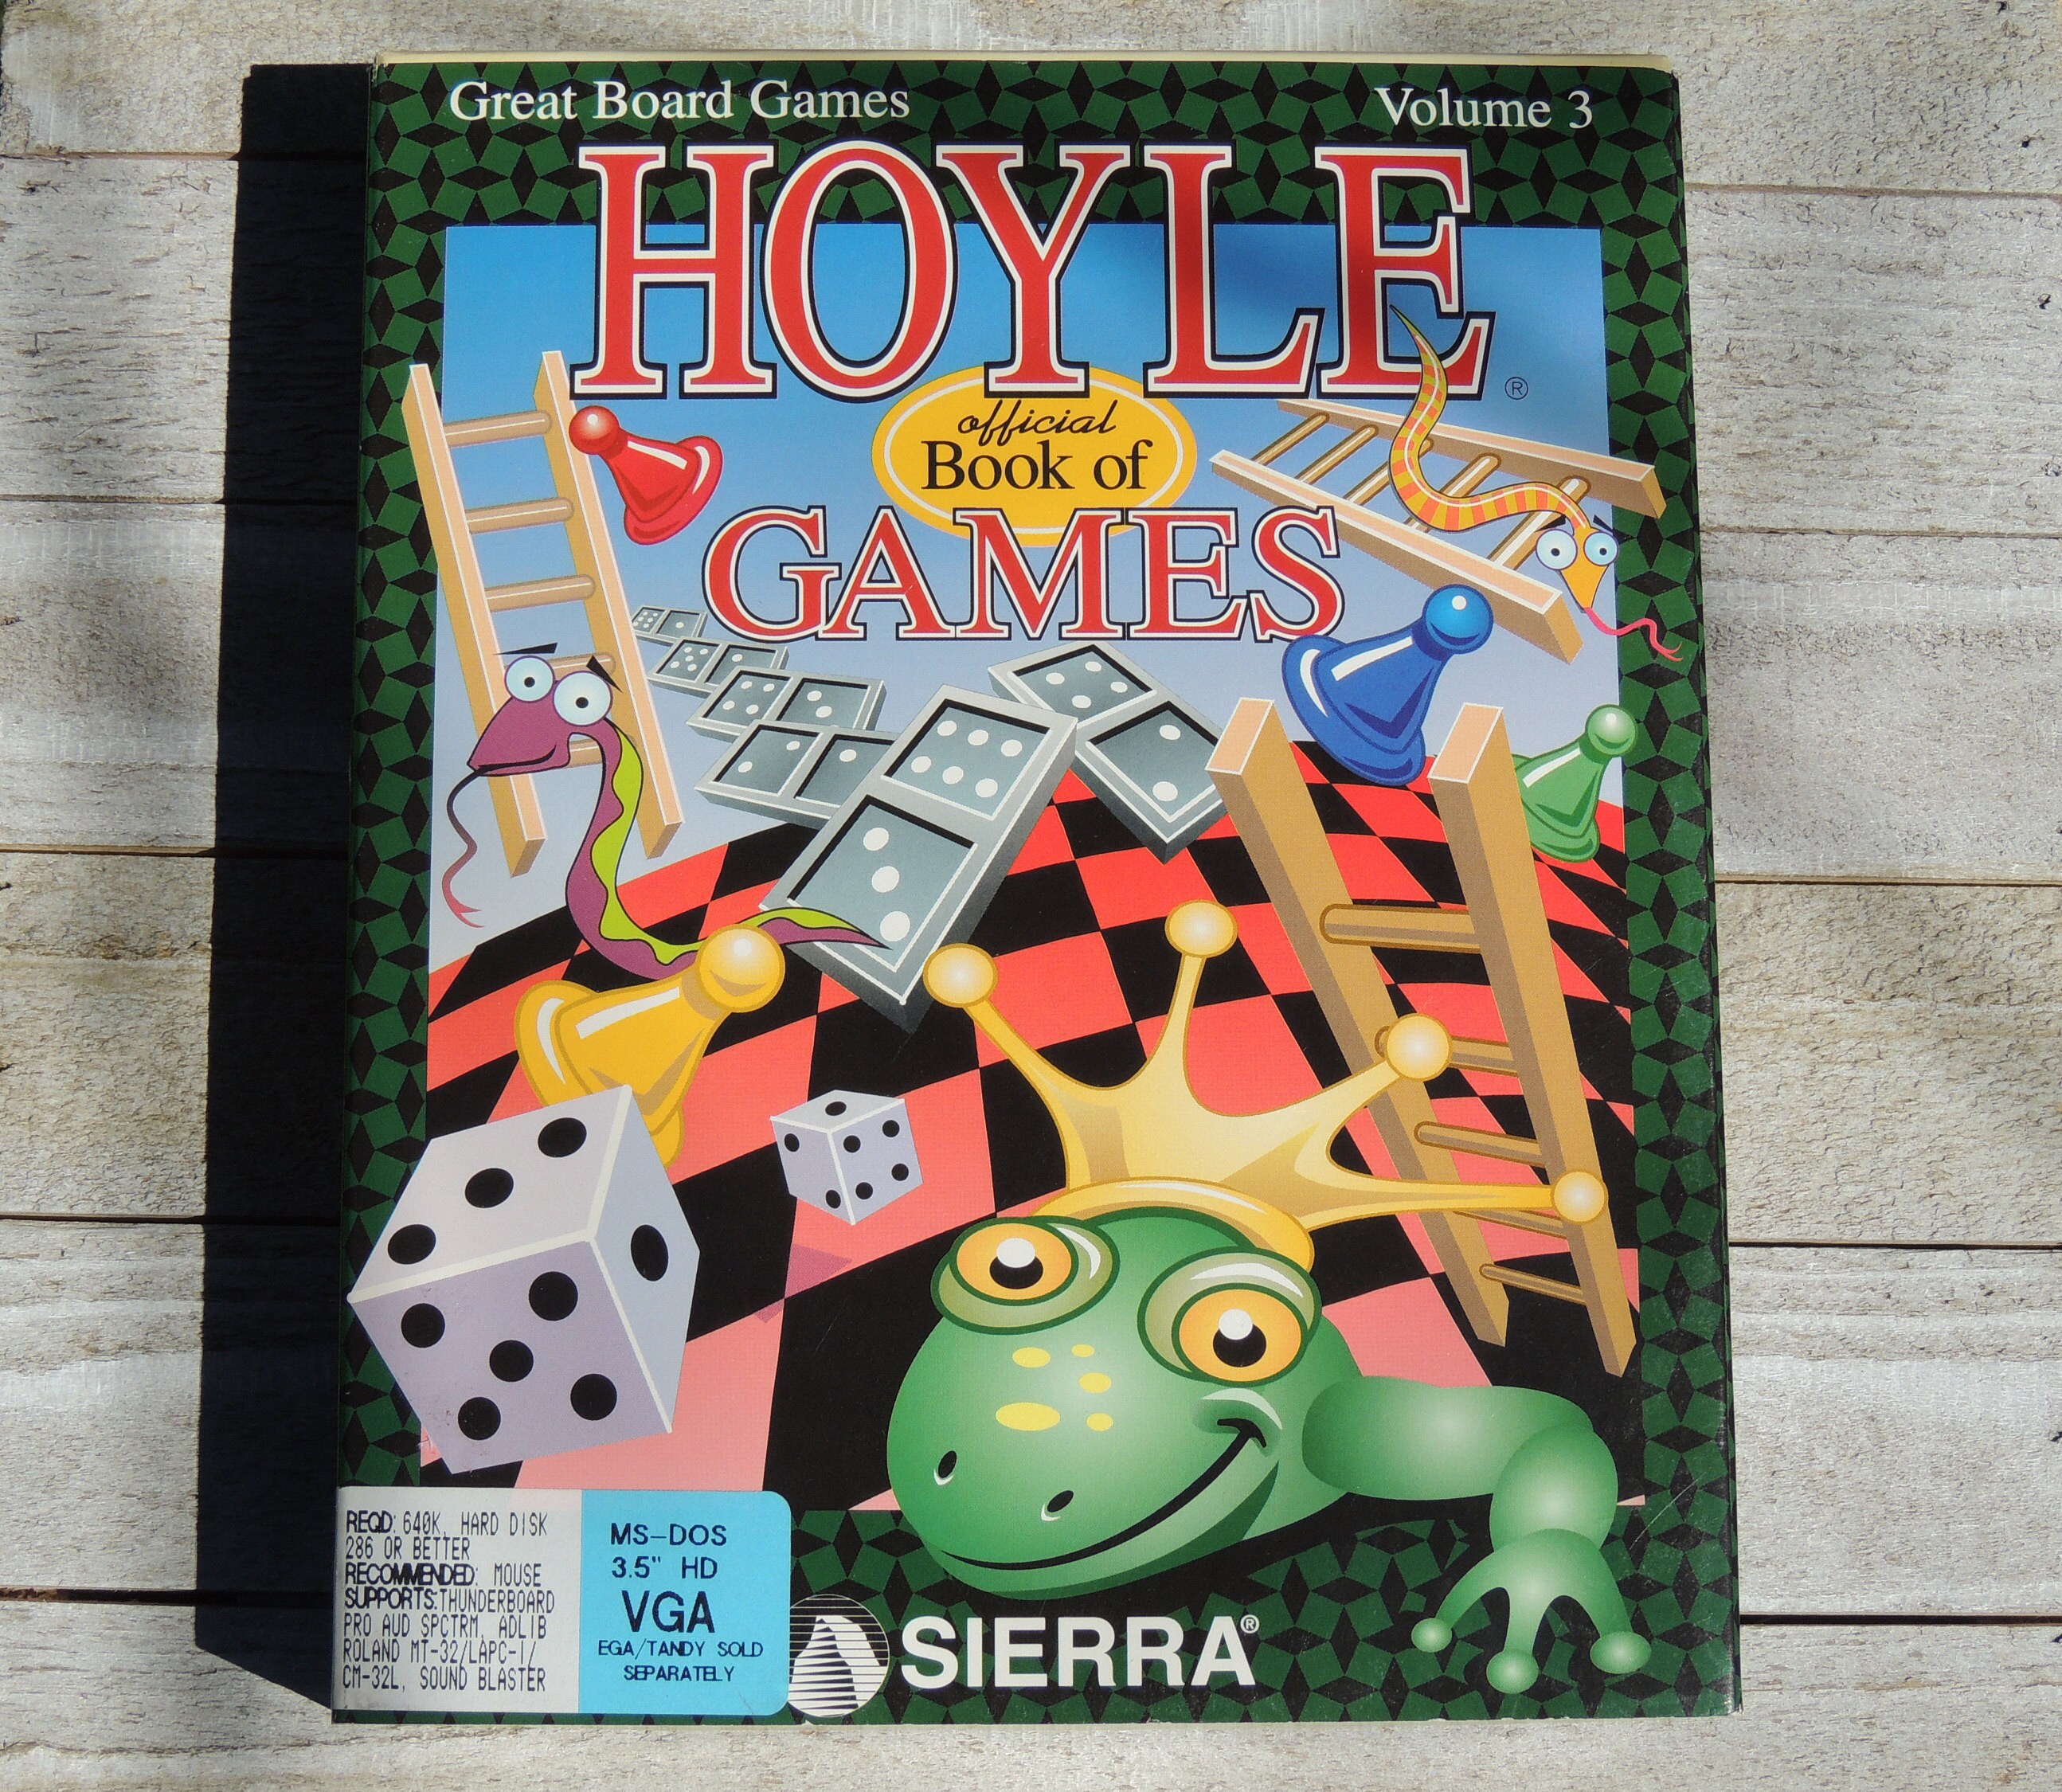 Great Board Games
Volume 3
HOYLE®
official
Book of
GAMES
REQD: 640K, HARD DISK
286 OR BETTER
RECOMMENDED: MOUSE
SUPPORTS:THUNDERBOARD
PRO AUD SPCTRM, ADLIB
ROLAND MT-32/LAPC-1/
CM-32L, SOUND BLASTER
MS-DOS
3.5" HD
VGA
EGA/TANDY SOLD
SEPARATELY
SIERRA®